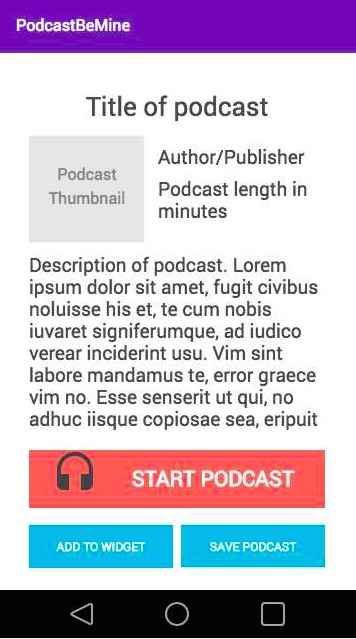 PodcastBeMine
Title of podcast
Podcast
Thumbnail
Author/Publisher
Podcast length in
minutes
Description of podcast. Lorem
ipsum dolor sit amet, fugit civibus
noluisse his et, te cum nobis
iuvaret signiferumque, ad iudico
verear inciderint usu. Vim sint
labore mandamus te, error graece
vim no. Esse senserit ut qui, no
adhuc iisque copiosae sea, eripuit
START PODCAST
ADD TO WIDGET
SAVE PODCAST